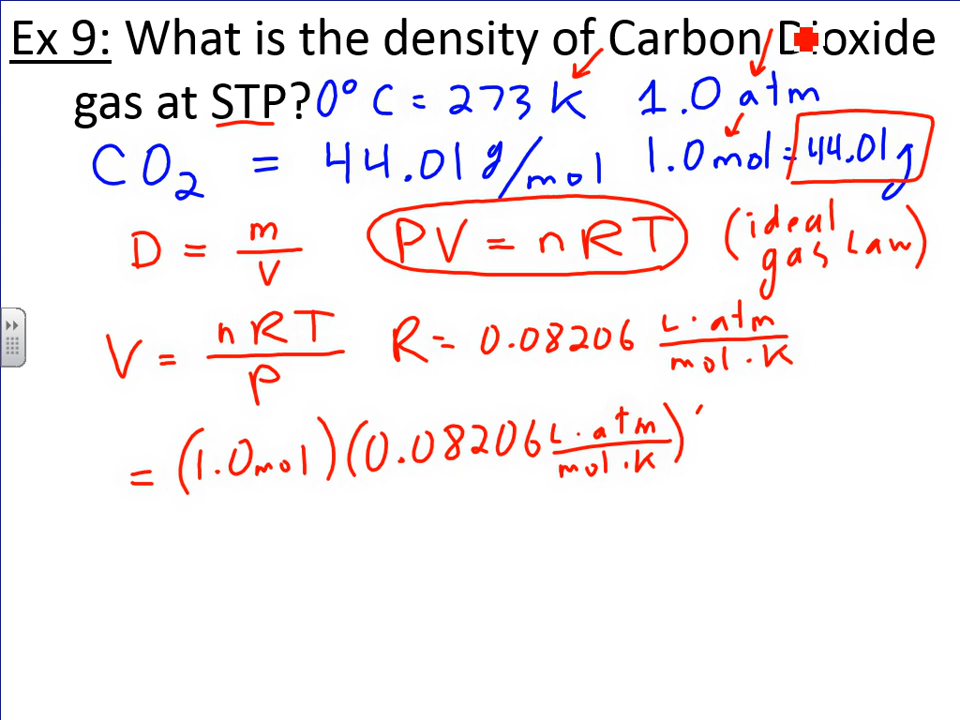 Ex 9: What is the density of Carbon Dioxide
gas at STP? 0° C = 273 K 1.0 atm
CO₂ = 44.01 g/mol 1.0 mol = 44.01 g
D = m/V PV = nRT (ideal gas Law)
V = nRT/P R = 0.08206 L·atm/mol·K
= (1.0 mol)(0.08206 L·atm/mol·K)